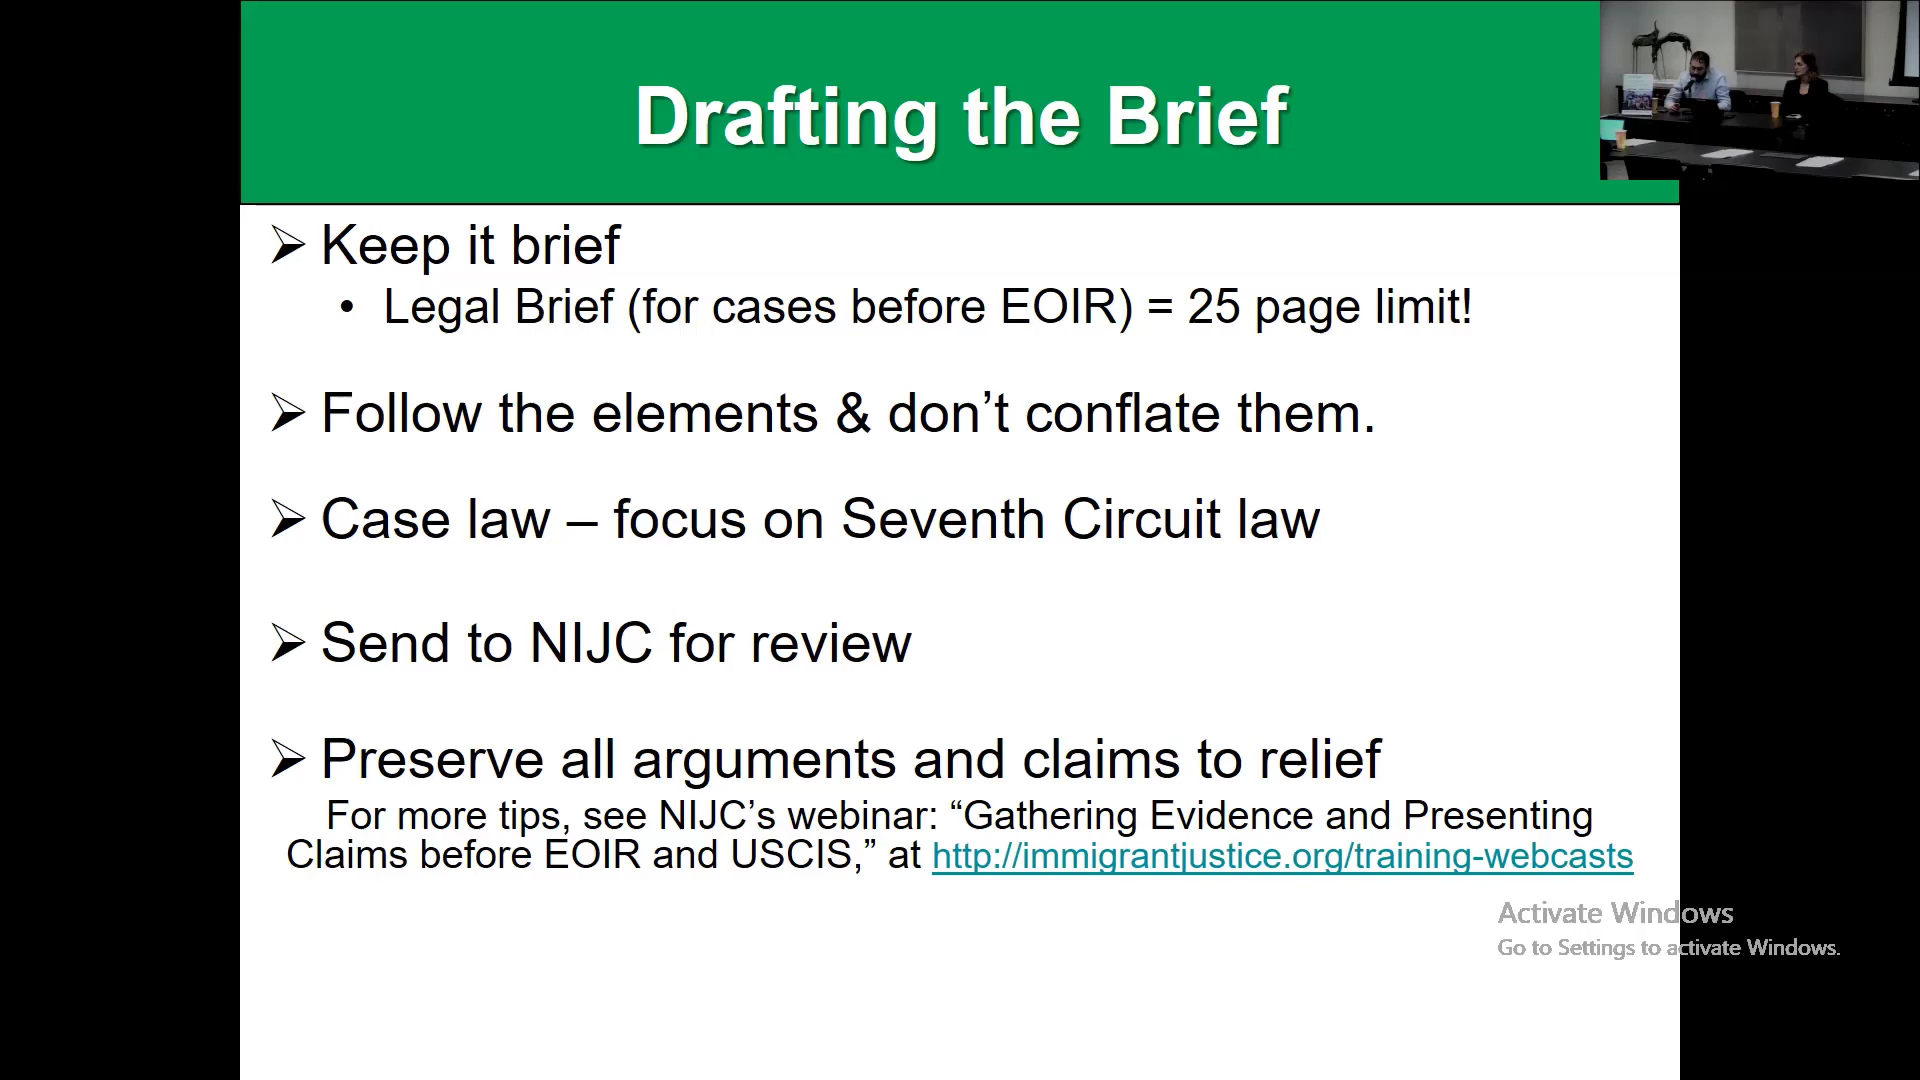 Drafting the Brief
➢ Keep it brief
• Legal Brief (for cases before EOIR) = 25 page limit!
➢ Follow the elements & don’t conflate them.
➢ Case law – focus on Seventh Circuit law
➢ Send to NIJC for review
➢ Preserve all arguments and claims to relief
For more tips, see NIJC’s webinar: “Gathering Evidence and Presenting
Claims before EOIR and USCIS,” at http://immigrantjustice.org/training-webcasts
Activate Windows
Go to Settings to activate Windows.